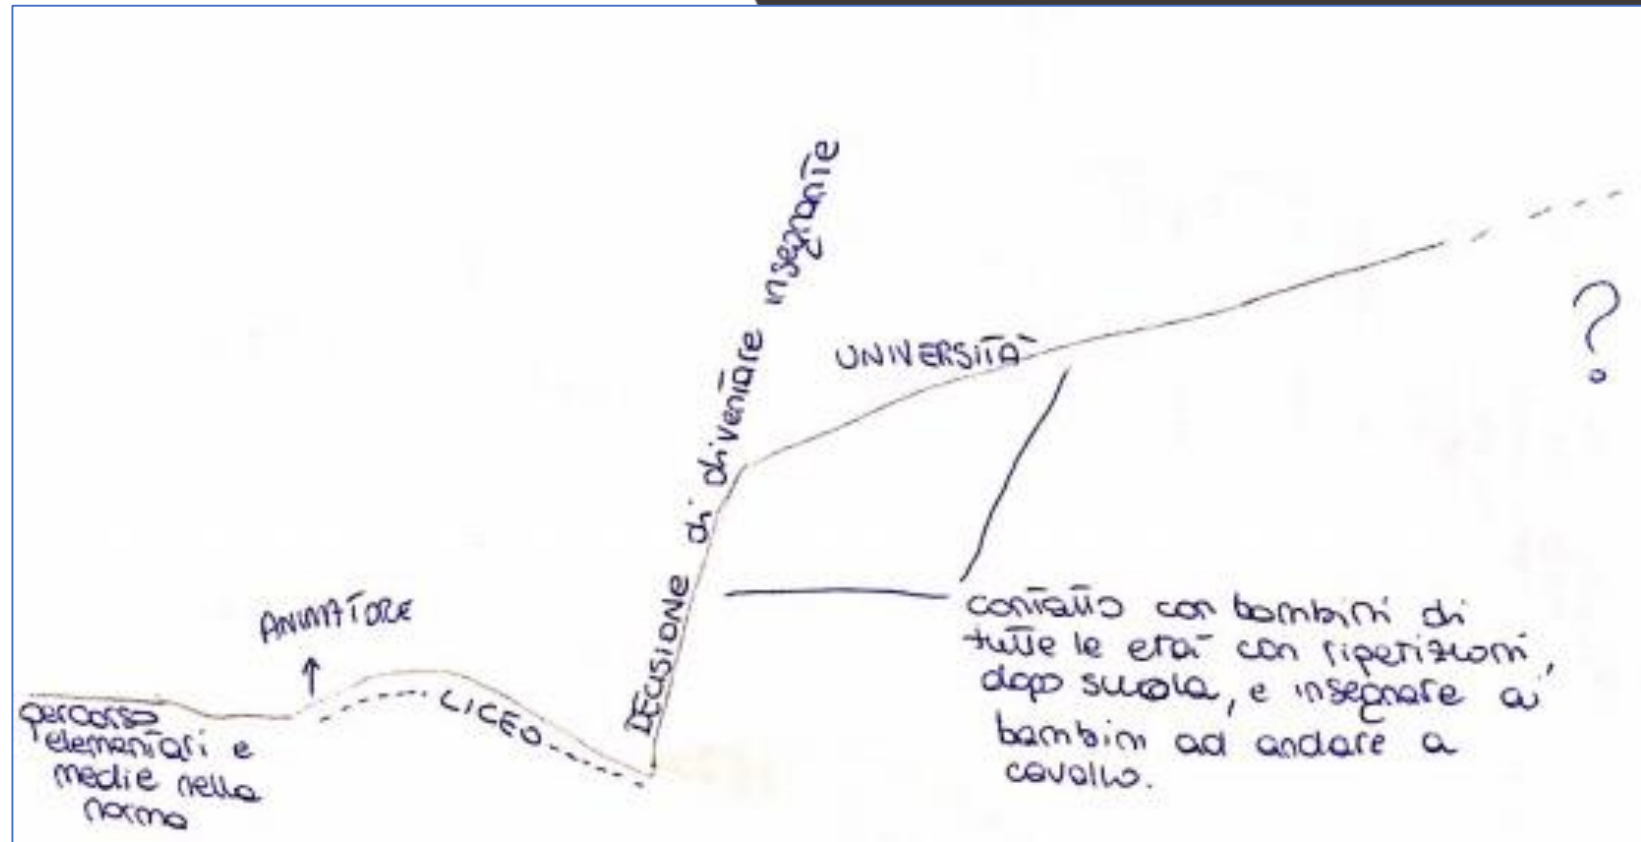 percorso
elementari e
medie nella
norma
ANIMATORE
LICEO
DECISIONE di diventare insegnante
UNIVERSITÀ
contatto con bambini di
tutte le età con ripetizioni,
dopo scuola, e insegnare ai
bambini ad andare a
cavallo.
?